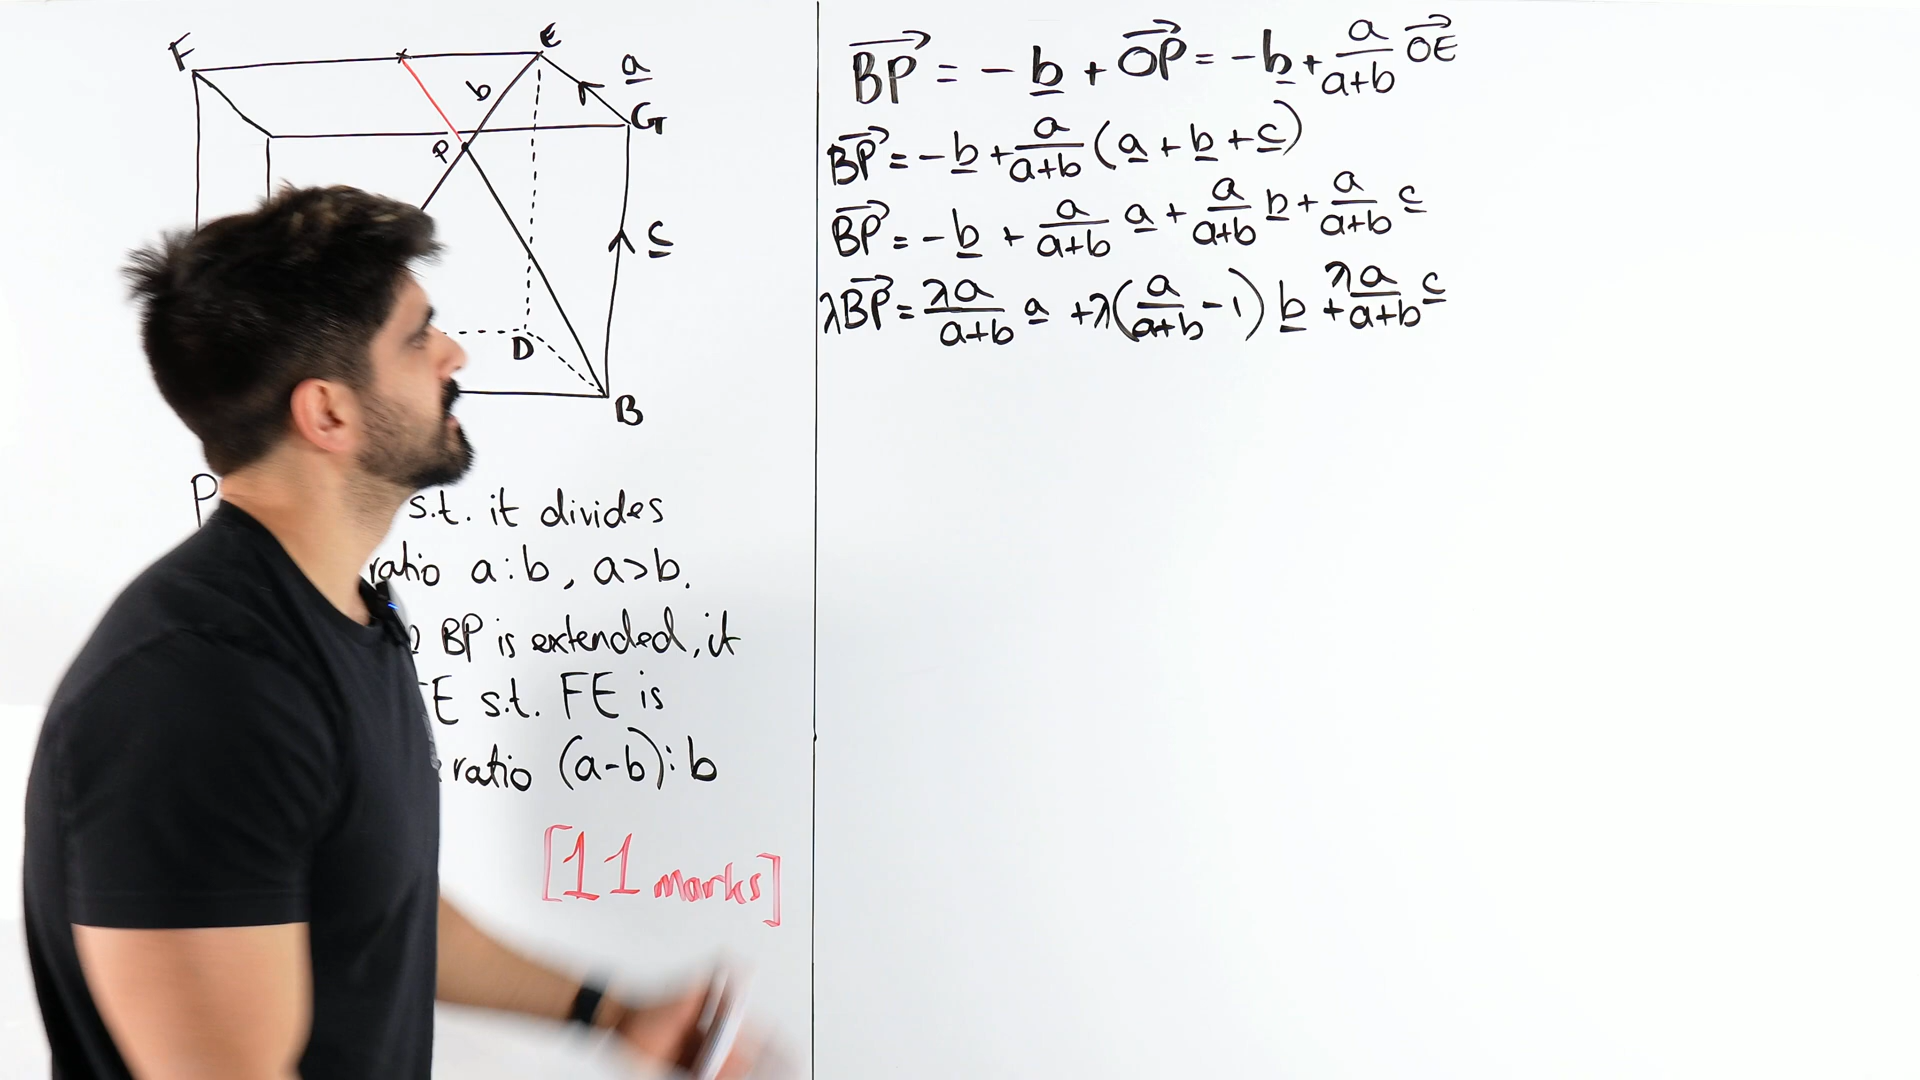 F
E
a
b
G
P
c
D
B
P
s.t. it divides
ratio a:b, a>b.
BP is extended, it
E s.t. FE is
ratio (a-b):b
[11 marks]
BP = -b + OP = -b + a/(a+b) OE
BP = -b + a/(a+b) (a + b + c)
BP = -b + a/(a+b) a + a/(a+b) b + a/(a+b) c
λBP = λa/(a+b) a + λ(a/(a+b) - 1) b + λa/(a+b) c